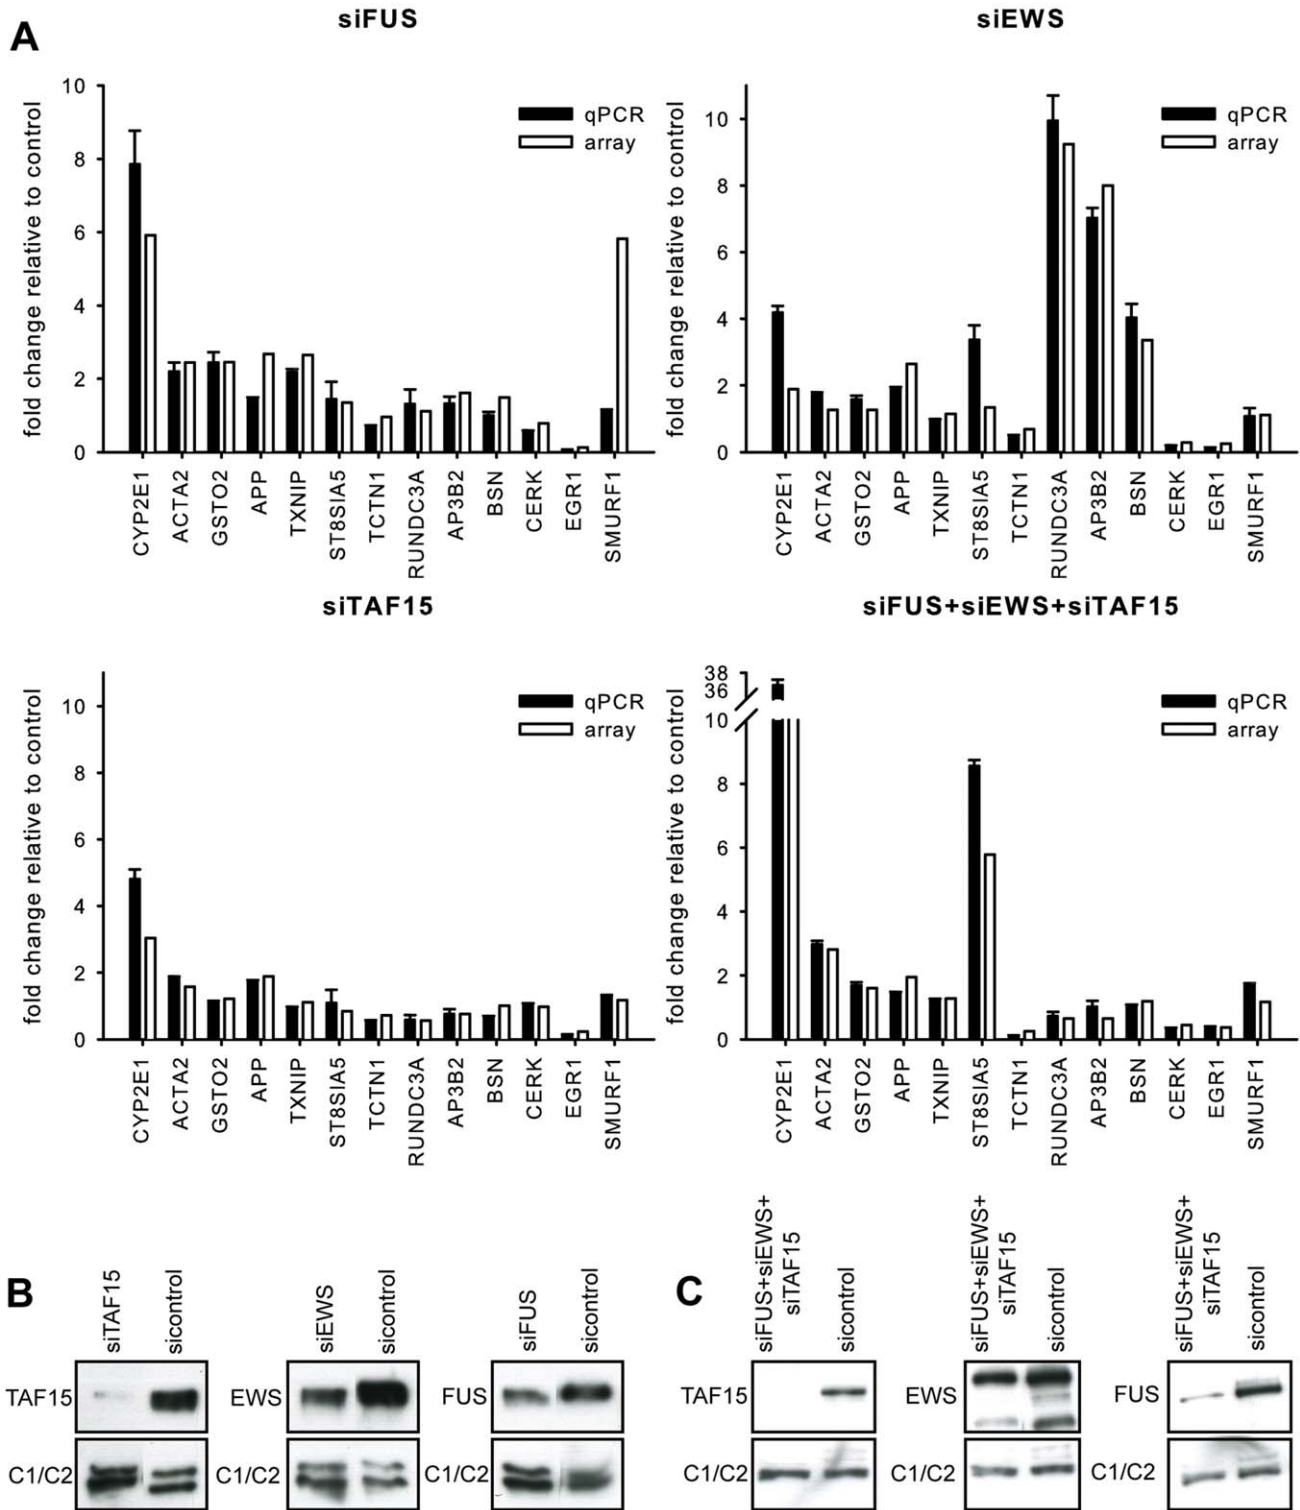 A
siFUS
fold change relative to control
10
8
6
4
2
0
qPCR
array
CYP2E1
ACTA2
GSTO2
APP
TXNIP
ST8SIA5
TCTN1
RUNDC3A
AP3B2
BSN
CERK
EGR1
SMURF1
siEWS
fold change relative to control
10
8
6
4
2
0
qPCR
array
CYP2E1
ACTA2
GSTO2
APP
TXNIP
ST8SIA5
TCTN1
RUNDC3A
AP3B2
BSN
CERK
EGR1
SMURF1
siTAF15
fold change relative to control
10
8
6
4
2
0
qPCR
array
CYP2E1
ACTA2
GSTO2
APP
TXNIP
ST8SIA5
TCTN1
RUNDC3A
AP3B2
BSN
CERK
EGR1
SMURF1
siFUS+siEWS+siTAF15
fold change relative to control
38
36
10
8
6
4
2
0
qPCR
array
CYP2E1
ACTA2
GSTO2
APP
TXNIP
ST8SIA5
TCTN1
RUNDC3A
AP3B2
BSN
CERK
EGR1
SMURF1
B
siTAF15
sicontrol
TAF15
C1/C2
siEWS
sicontrol
EWS
C1/C2
siFUS
sicontrol
FUS
C1/C2
C
siFUS+siEWS+
siTAF15
sicontrol
TAF15
C1/C2
siFUS+siEWS+
siTAF15
sicontrol
EWS
C1/C2
siFUS+siEWS+
siTAF15
sicontrol
FUS
C1/C2